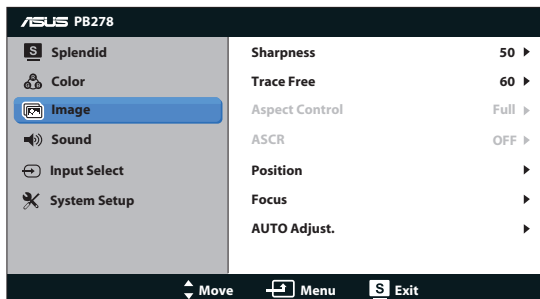 ASUS PB278
S Splendid
Color
Image
Sound
Input Select
System Setup
Sharpness 50
Trace Free 60
Aspect Control Full
ASCR OFF
Position
Focus
AUTO Adjust.
Move Menu S Exit